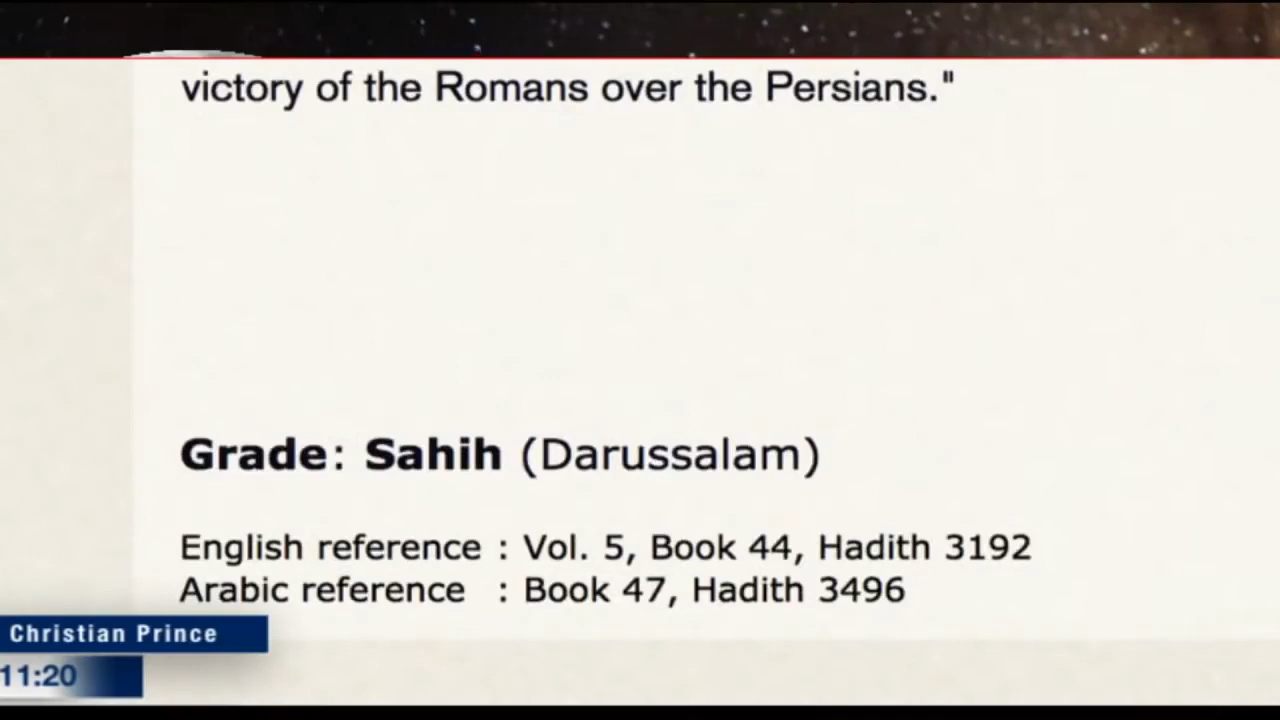 victory of the Romans over the Persians."
Grade: Sahih (Darussalam)
English reference : Vol. 5, Book 44, Hadith 3192
Arabic reference : Book 47, Hadith 3496
Christian Prince
11:20